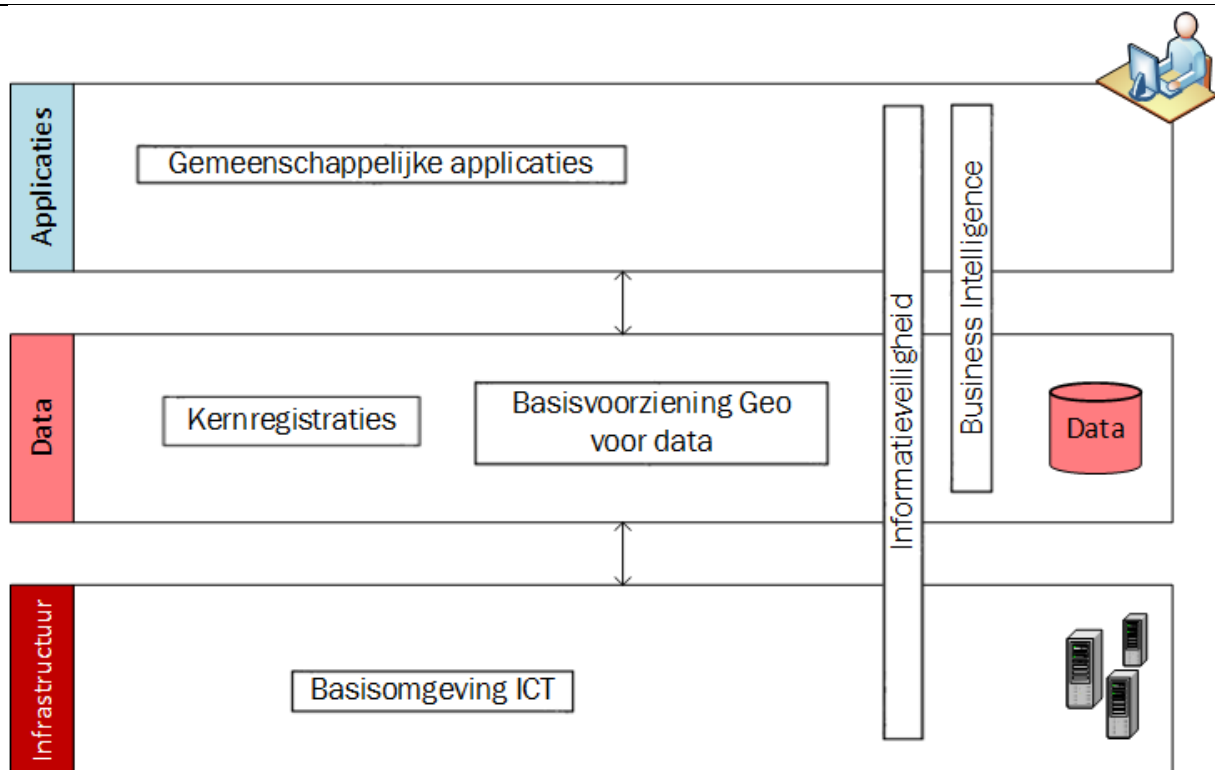 Applicaties
Gemeenschappelijke applicaties
Informatieveiligheid
Business Intelligence
Data
Kernregistraties
Basisvoorziening Geo
voor data
Data
Infrastructuur
Basisomgeving ICT